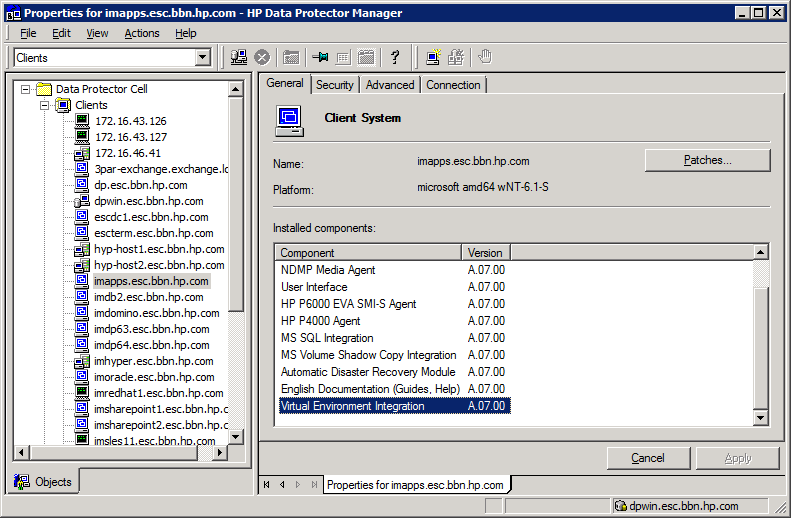 Properties for imapps.esc.bbn.hp.com - HP Data Protector Manager
File Edit View Actions Help
Clients
Data Protector Cell
Clients
172.16.43.126
172.16.43.127
172.16.46.41
3par-exchange.exchange.lo
dp.esc.bbn.hp.com
dpwin.esc.bbn.hp.com
escdc1.esc.bbn.hp.com
escterm.esc.bbn.hp.com
hyp-host1.esc.bbn.hp.com
hyp-host2.esc.bbn.hp.com
imapps.esc.bbn.hp.com
imdb2.esc.bbn.hp.com
imdomino.esc.bbn.hp.com
imdp63.esc.bbn.hp.com
imdp64.esc.bbn.hp.com
imhyper.esc.bbn.hp.com
imoracle.esc.bbn.hp.com
imredhat1.esc.bbn.hp.com
imsharepoint1.esc.bbn.hp.c
imsharepoint2.esc.bbn.hp.c
imsles11.esc.bbn.hp.com
Objects
General Security Advanced Connection
Client System
Name: imapps.esc.bbn.hp.com Patches...
Platform: microsoft amd64 wNT-6.1-S
Installed components:
Component Version
NDMP Media Agent A.07.00
User Interface A.07.00
HP P6000 EVA SMI-S Agent A.07.00
HP P4000 Agent A.07.00
MS SQL Integration A.07.00
MS Volume Shadow Copy Integration A.07.00
Automatic Disaster Recovery Module A.07.00
English Documentation (Guides, Help) A.07.00
Virtual Environment Integration A.07.00
Cancel Apply
Properties for imapps.esc.bbn.hp.com
dpwin.esc.bbn.hp.com